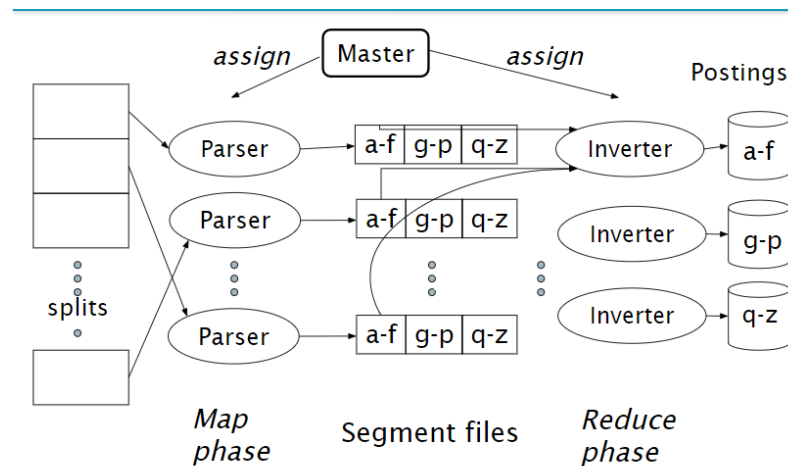 assign
Master
assign
Postings
Parser
a-f g-p q-z
Inverter
a-f
Parser
a-f g-p q-z
Inverter
g-p
splits
Parser
a-f g-p q-z
Inverter
q-z
Map
phase
Segment files
Reduce
phase